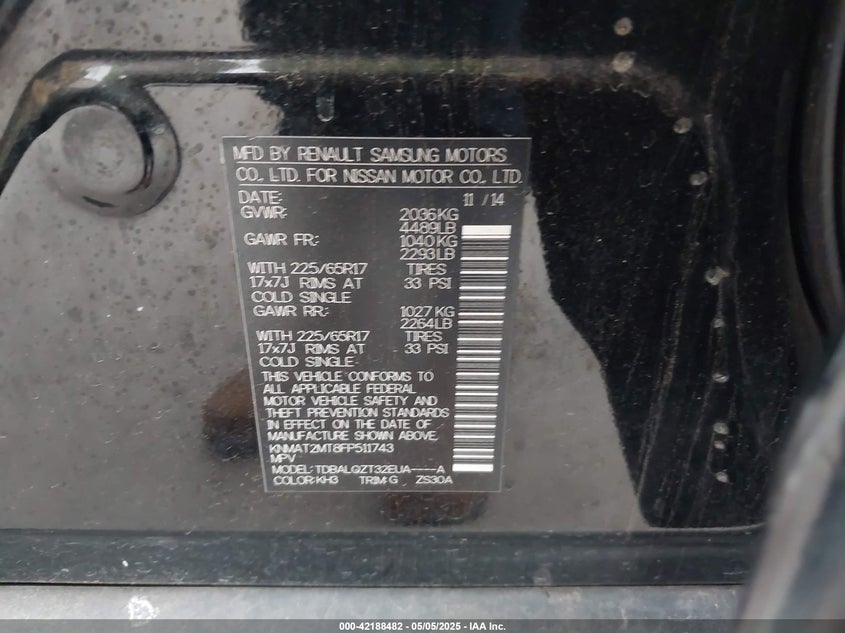 MFD BY RENAULT SAMSUNG MOTORS
CO., LTD. FOR NISSAN MOTOR CO., LTD.
DATE: 11 / 14
GVWR: 2036KG
4489LB
GAWR FR: 1040KG
2293LB
WITH 225/65R17 TIRES
17x7J RIMS AT 33 PSI
COLD SINGLE
GAWR RR: 1027KG
2264LB
WITH 225/65R17 TIRES
17x7J RIMS AT 33 PSI
COLD SINGLE
THIS VEHICLE CONFORMS TO
ALL APPLICABLE FEDERAL
MOTOR VEHICLE SAFETY AND
THEFT PREVENTION STANDARDS
IN EFFECT ON THE DATE OF
MANUFACTURE SHOWN ABOVE.
KNMAT2MT8FP511743
MPV
MODEL: TDBALQZT32EUA----A
COLOR:KH3 TRIM:G ZS30A
000-42188482 - 05/05/2025 - IAA Inc.